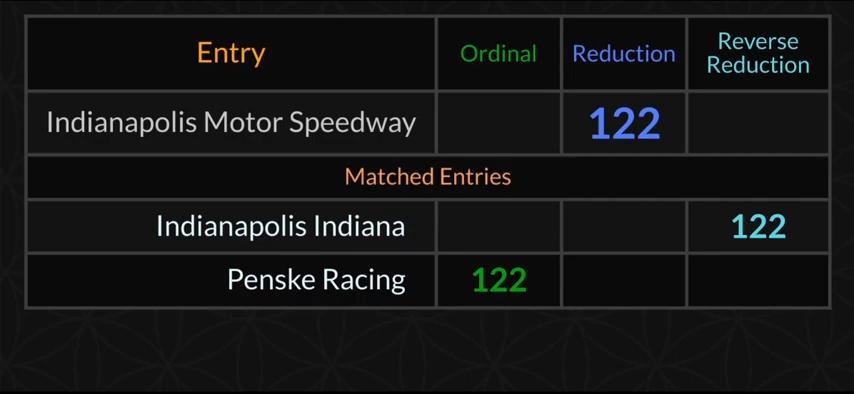 Entry Ordinal Reduction Reverse Reduction
Indianapolis Motor Speedway 122
Matched Entries
Indianapolis Indiana 122
Penske Racing 122